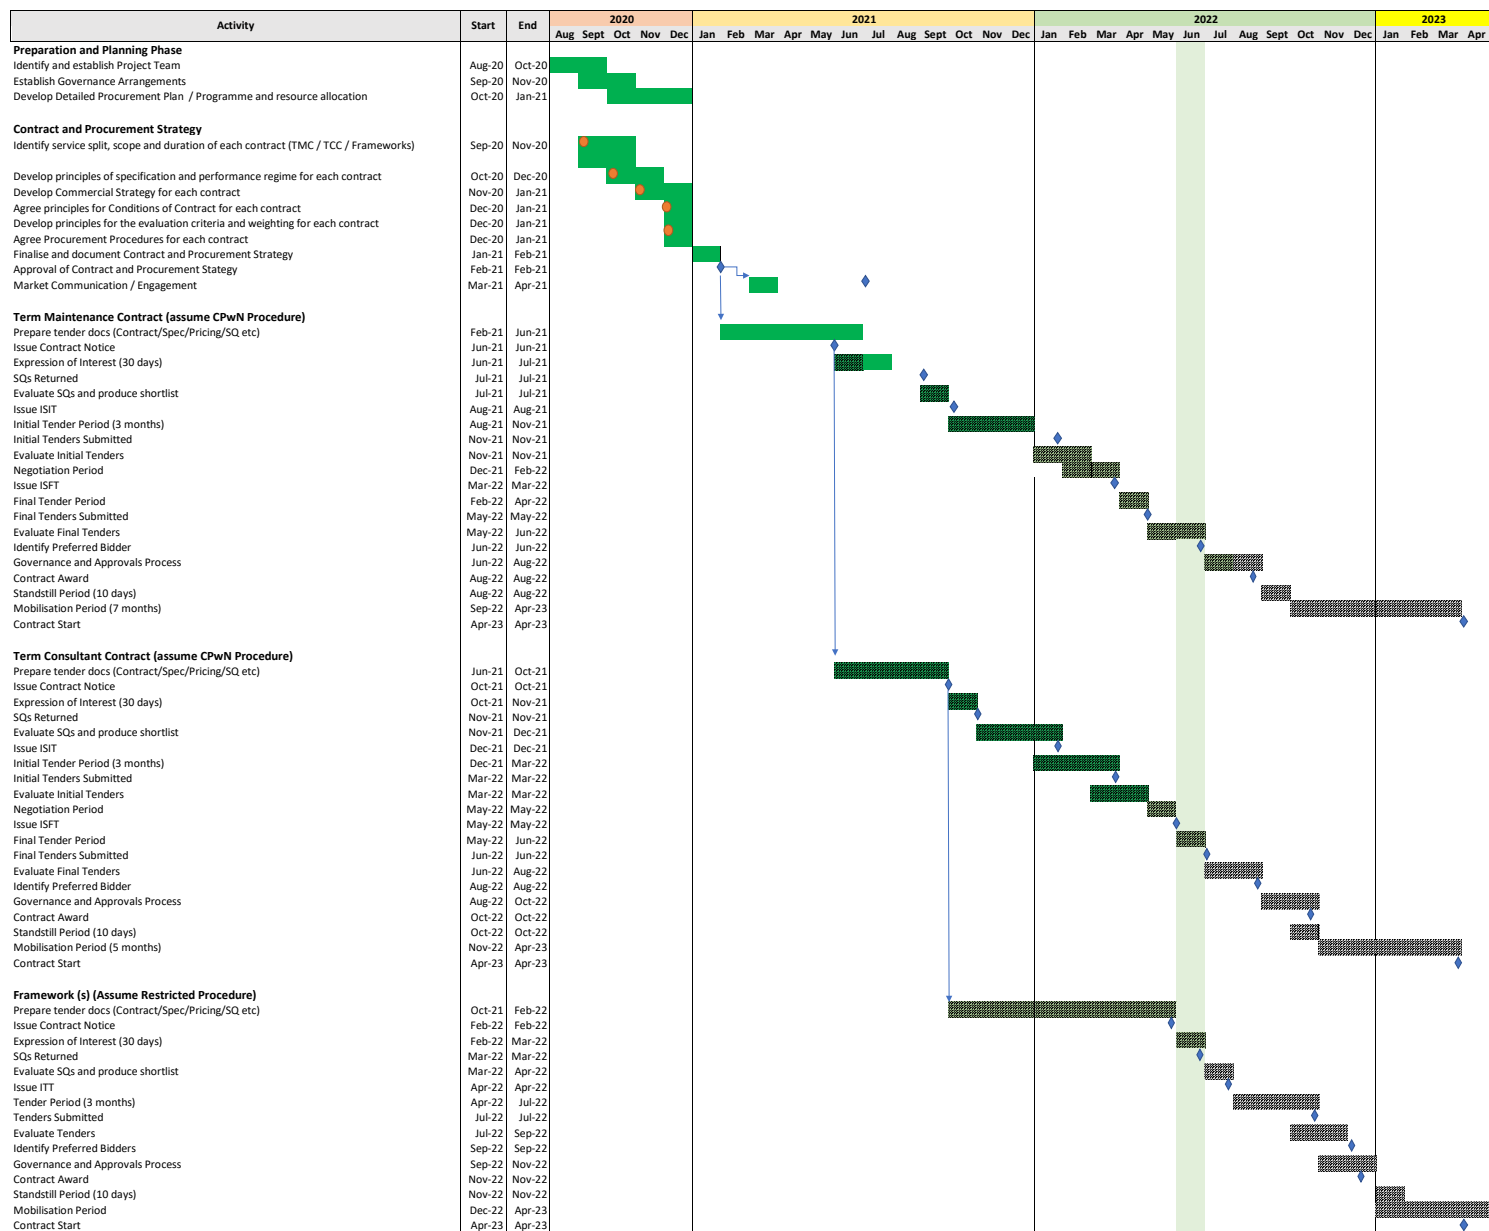 Activity Start End 2020 2021 2022 2023
Aug Sept Oct Nov Dec Jan Feb Mar Apr May Jun Jul Aug Sept Oct Nov Dec Jan Feb Mar Apr May Jun Jul Aug Sept Oct Nov Dec Jan Feb Mar Apr
Preparation and Planning Phase
Identify and establish Project Team Aug-20 Oct-20
Establish Governance Arrangements Sep-20 Nov-20
Develop Detailed Procurement Plan / Programme and resource allocation Oct-20 Jan-21
Contract and Procurement Strategy
Identify service split, scope and duration of each contract (TMC / TCC / Frameworks) Sep-20 Nov-20
Develop principles of specification and performance regime for each contract Oct-20 Dec-20
Develop Commercial Strategy for each contract Nov-20 Jan-21
Agree principles for Conditions of Contract for each contract Dec-20 Jan-21
Develop principles for the evaluation criteria and weighting for each contract Dec-20 Jan-21
Agree Procurement Procedures for each contract Dec-20 Jan-21
Finalise and document Contract and Procurement Strategy Jan-21 Feb-21
Approval of Contract and Procurement Stategy Feb-21 Feb-21
Market Communication / Engagement Mar-21 Apr-21
Term Maintenance Contract (assume CPwN Procedure)
Prepare tender docs (Contract/Spec/Pricing/SQ etc) Feb-21 Jun-21
Issue Contract Notice Jun-21 Jun-21
Expression of Interest (30 days) Jun-21 Jul-21
SQs Returned Jul-21 Jul-21
Evaluate SQs and produce shortlist Jul-21 Jul-21
Issue ISIT Aug-21 Aug-21
Initial Tender Period (3 months) Aug-21 Nov-21
Initial Tenders Submitted Nov-21 Nov-21
Evaluate Initial Tenders Nov-21 Nov-21
Negotiation Period Dec-21 Feb-22
Issue ISFT Mar-22 Mar-22
Final Tender Period Feb-22 Apr-22
Final Tenders Submitted May-22 May-22
Evaluate Final Tenders May-22 Jun-22
Identify Preferred Bidder Jun-22 Jun-22
Governance and Approvals Process Jun-22 Aug-22
Contract Award Aug-22 Aug-22
Standstill Period (10 days) Aug-22 Aug-22
Mobilisation Period (7 months) Sep-22 Apr-23
Contract Start Apr-23 Apr-23
Term Consultant Contract (assume CPwN Procedure)
Prepare tender docs (Contract/Spec/Pricing/SQ etc) Jun-21 Oct-21
Issue Contract Notice Oct-21 Oct-21
Expression of Interest (30 days) Oct-21 Nov-21
SQs Returned Nov-21 Nov-21
Evaluate SQs and produce shortlist Nov-21 Dec-21
Issue ISIT Dec-21 Dec-21
Initial Tender Period (3 months) Dec-21 Mar-22
Initial Tenders Submitted Mar-22 Mar-22
Evaluate Initial Tenders Mar-22 Mar-22
Negotiation Period May-22 May-22
Issue ISFT May-22 May-22
Final Tender Period May-22 Jun-22
Final Tenders Submitted Jun-22 Jun-22
Evaluate Final Tenders Jun-22 Aug-22
Identify Preferred Bidder Aug-22 Aug-22
Governance and Approvals Process Aug-22 Oct-22
Contract Award Oct-22 Oct-22
Standstill Period (10 days) Oct-22 Oct-22
Mobilisation Period (5 months) Nov-22 Apr-23
Contract Start Apr-23 Apr-23
Framework (s) (Assume Restricted Procedure)
Prepare tender docs (Contract/Spec/Pricing/SQ etc) Oct-21 Feb-22
Issue Contract Notice Feb-22 Feb-22
Expression of Interest (30 days) Feb-22 Mar-22
SQs Returned Mar-22 Mar-22
Evaluate SQs and produce shortlist Mar-22 Apr-22
Issue ITT Apr-22 Apr-22
Tender Period (3 months) Apr-22 Jul-22
Tenders Submitted Jul-22 Jul-22
Evaluate Tenders Jul-22 Sep-22
Identify Preferred Bidders Sep-22 Sep-22
Governance and Approvals Process Sep-22 Nov-22
Contract Award Nov-22 Nov-22
Standstill Period (10 days) Nov-22 Nov-22
Mobilisation Period Dec-22 Apr-23
Contract Start Apr-23 Apr-23